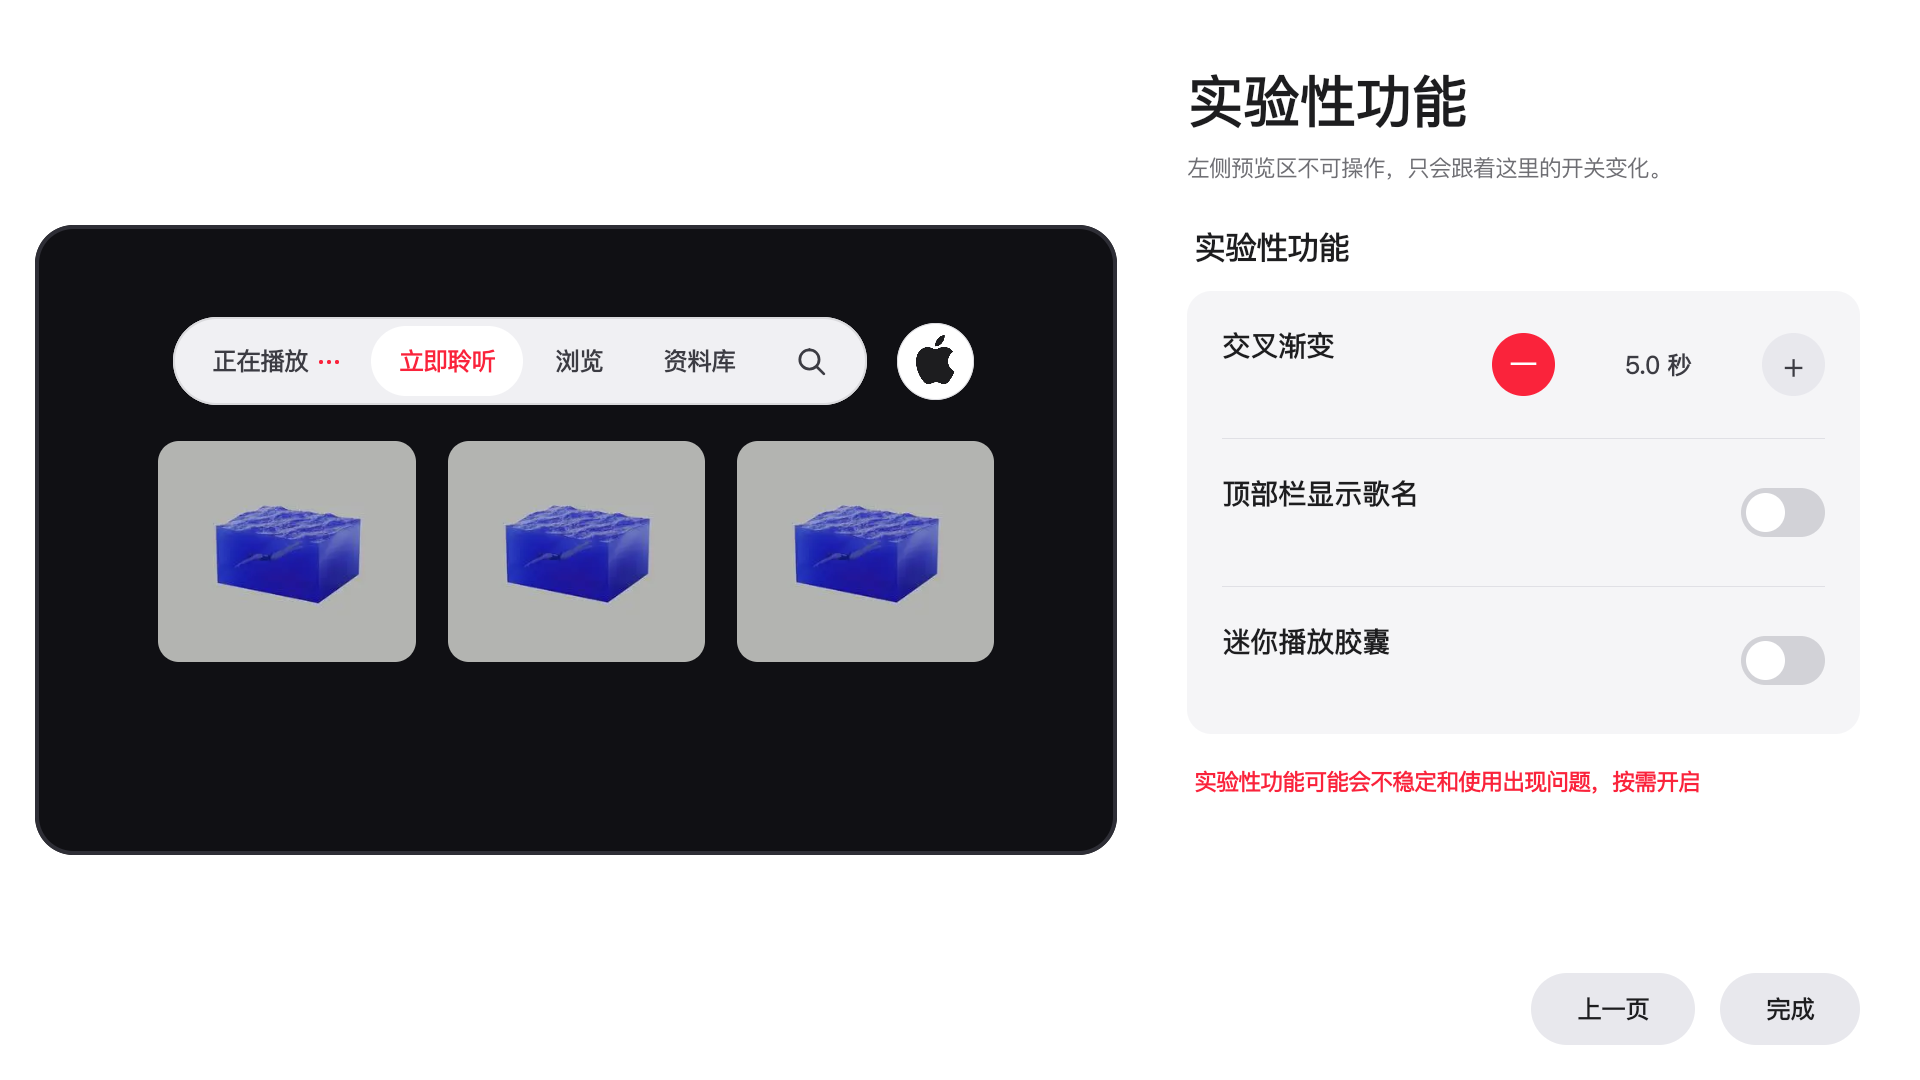 实验性功能
左侧预览区不可操作，只会跟着这里的开关变化。
实验性功能
正在播放 ••• 立即聆听 浏览 资料库
交叉渐变 — 5.0 秒 +
顶部栏显示歌名
迷你播放胶囊
实验性功能可能会不稳定和使用出现问题，按需开启
上一页 完成